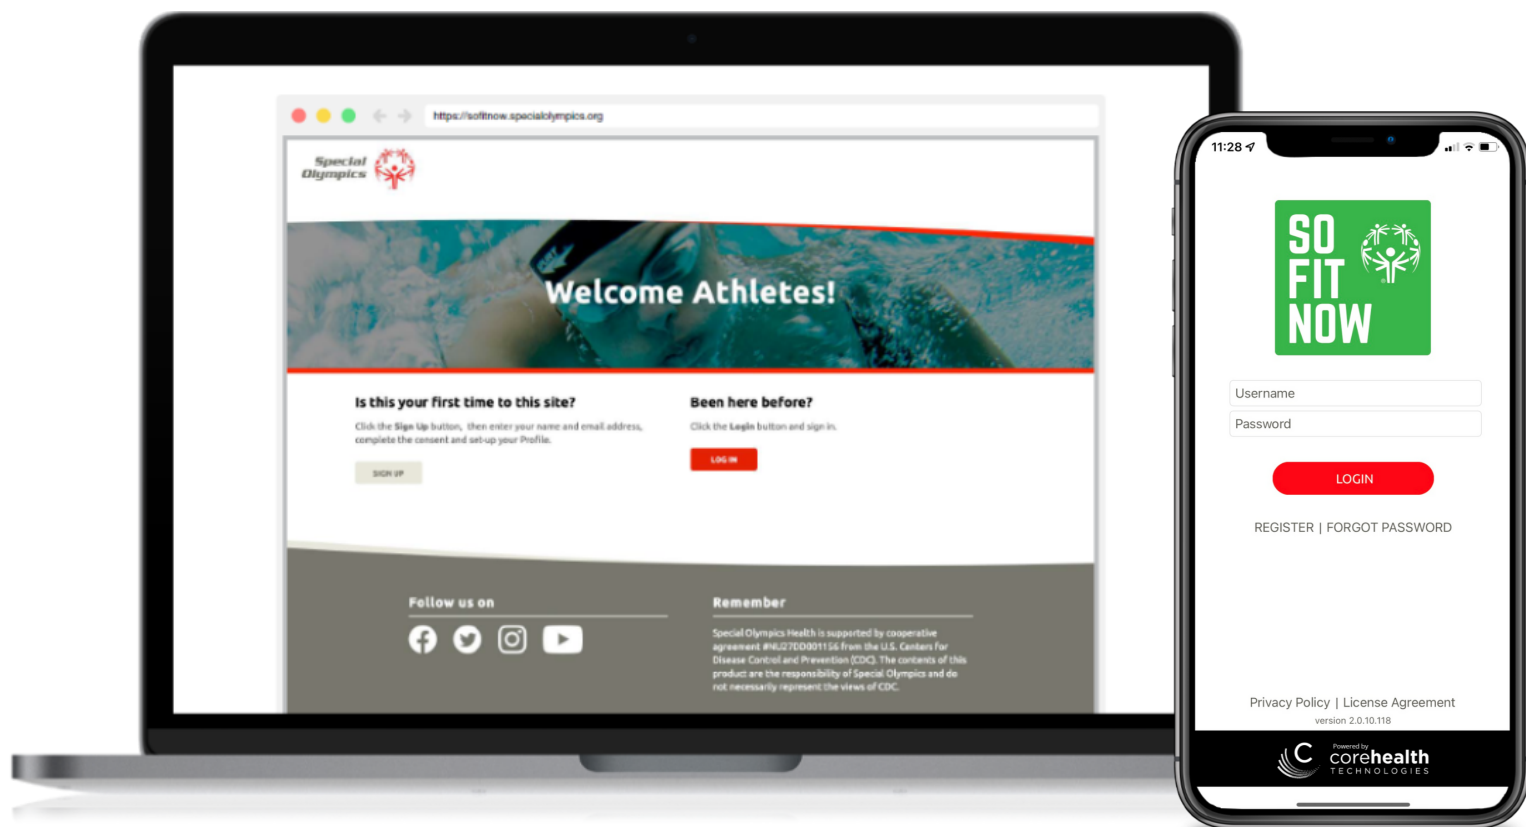 https://sofitnow.specialolympics.org
Special
Olympics
Welcome Athletes!
Is this your first time to this site?
Click the Sign Up button, then enter your name and email address,
complete the consent and set-up your Profile.
SIGN UP
Been here before?
Click the Login button and sign in.
LOG IN
Follow us on
Remember
Special Olympics Health is supported by cooperative
agreement #NU27DD001156 from the U.S. Centers for
Disease Control and Prevention (CDC). The contents of this
product are the responsibility of Special Olympics and do
not necessarily represent the views of CDC.
11:28
SO
FIT
NOW
Username
Password
LOGIN
REGISTER | FORGOT PASSWORD
Privacy Policy | License Agreement
version 2.0.10.118
Powered by
corehealth
TECHNOLOGIES